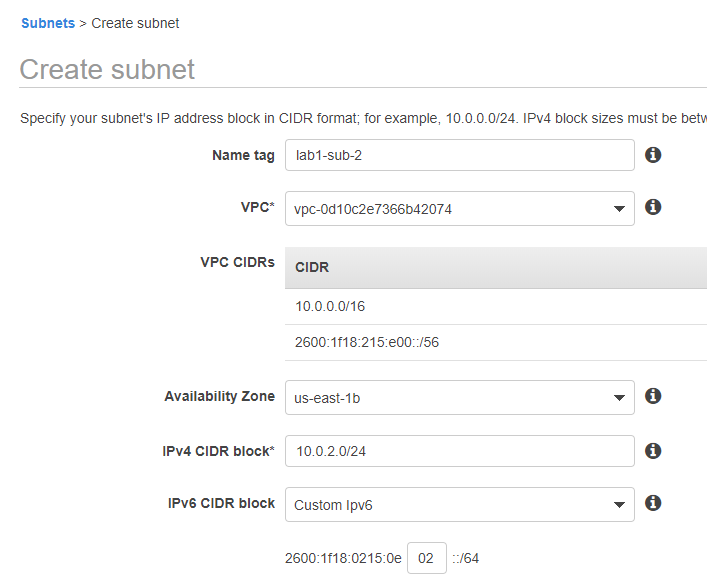 Subnets > Create subnet
Create subnet
Specify your subnet's IP address block in CIDR format; for example, 10.0.0.0/24. IPv4 block sizes must be
Name tag lab1-sub-2
VPC* vpc-0d10c2e7366b42074
VPC CIDRs CIDR
10.0.0.0/16
2600:1f18:215:e00::/56
Availability Zone us-east-1b
IPv4 CIDR block* 10.0.2.0/24
IPv6 CIDR block Custom Ipv6
2600:1f18:0215:0e 02 ::/64